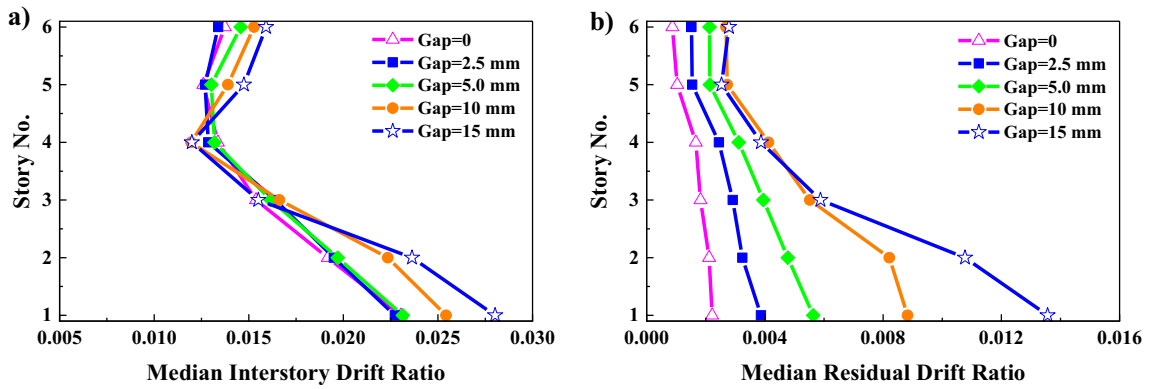 a)
6
5
4
3
2
1
Story No.
Gap=0
Gap=2.5 mm
Gap=5.0 mm
Gap=10 mm
Gap=15 mm
0.005 0.010 0.015 0.020 0.025 0.030
Median Interstory Drift Ratio
b)
6
5
4
3
2
1
Story No.
Gap=0
Gap=2.5 mm
Gap=5.0 mm
Gap=10 mm
Gap=15 mm
0.000 0.004 0.008 0.012 0.016
Median Residual Drift Ratio